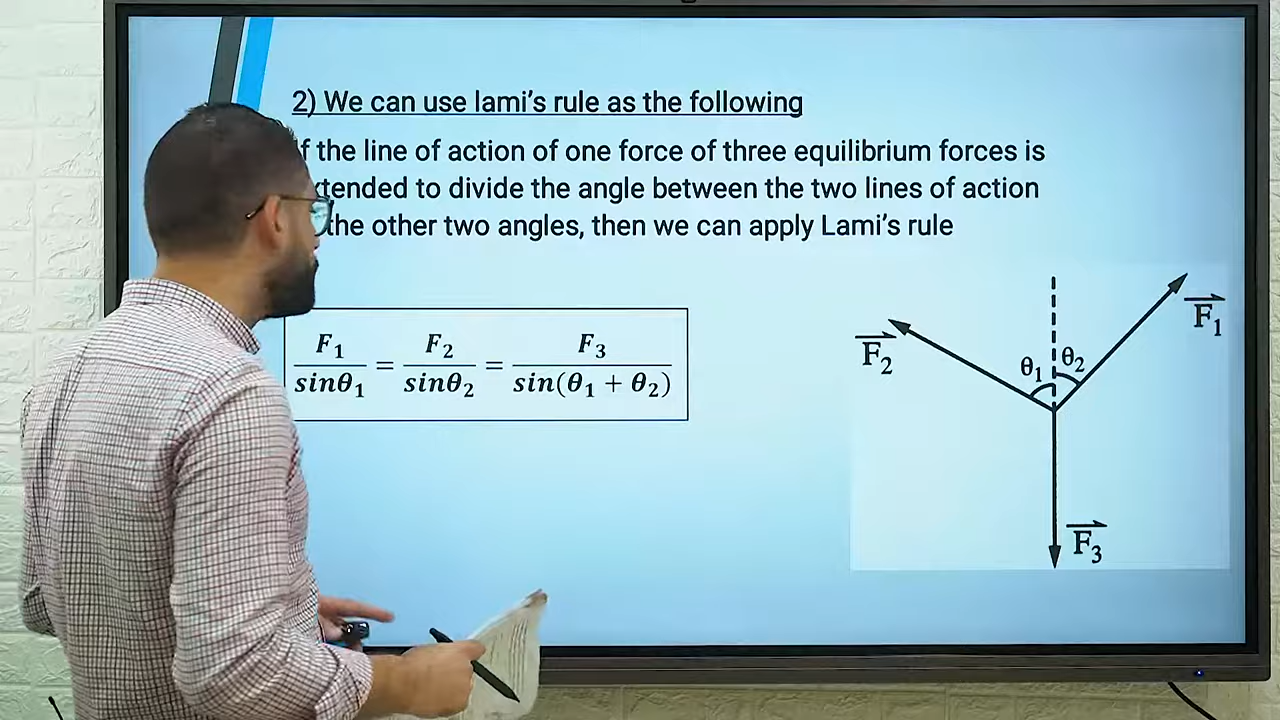 2) We can use lami's rule as the following
f the line of action of one force of three equilibrium forces is
xtended to divide the angle between the two lines of action
the other two angles, then we can apply Lami's rule
F₁/sinθ₁ = F₂/sinθ₂ = F₃/sin(θ₁ + θ₂)
F₁
F₂
θ₁ θ₂
F₃